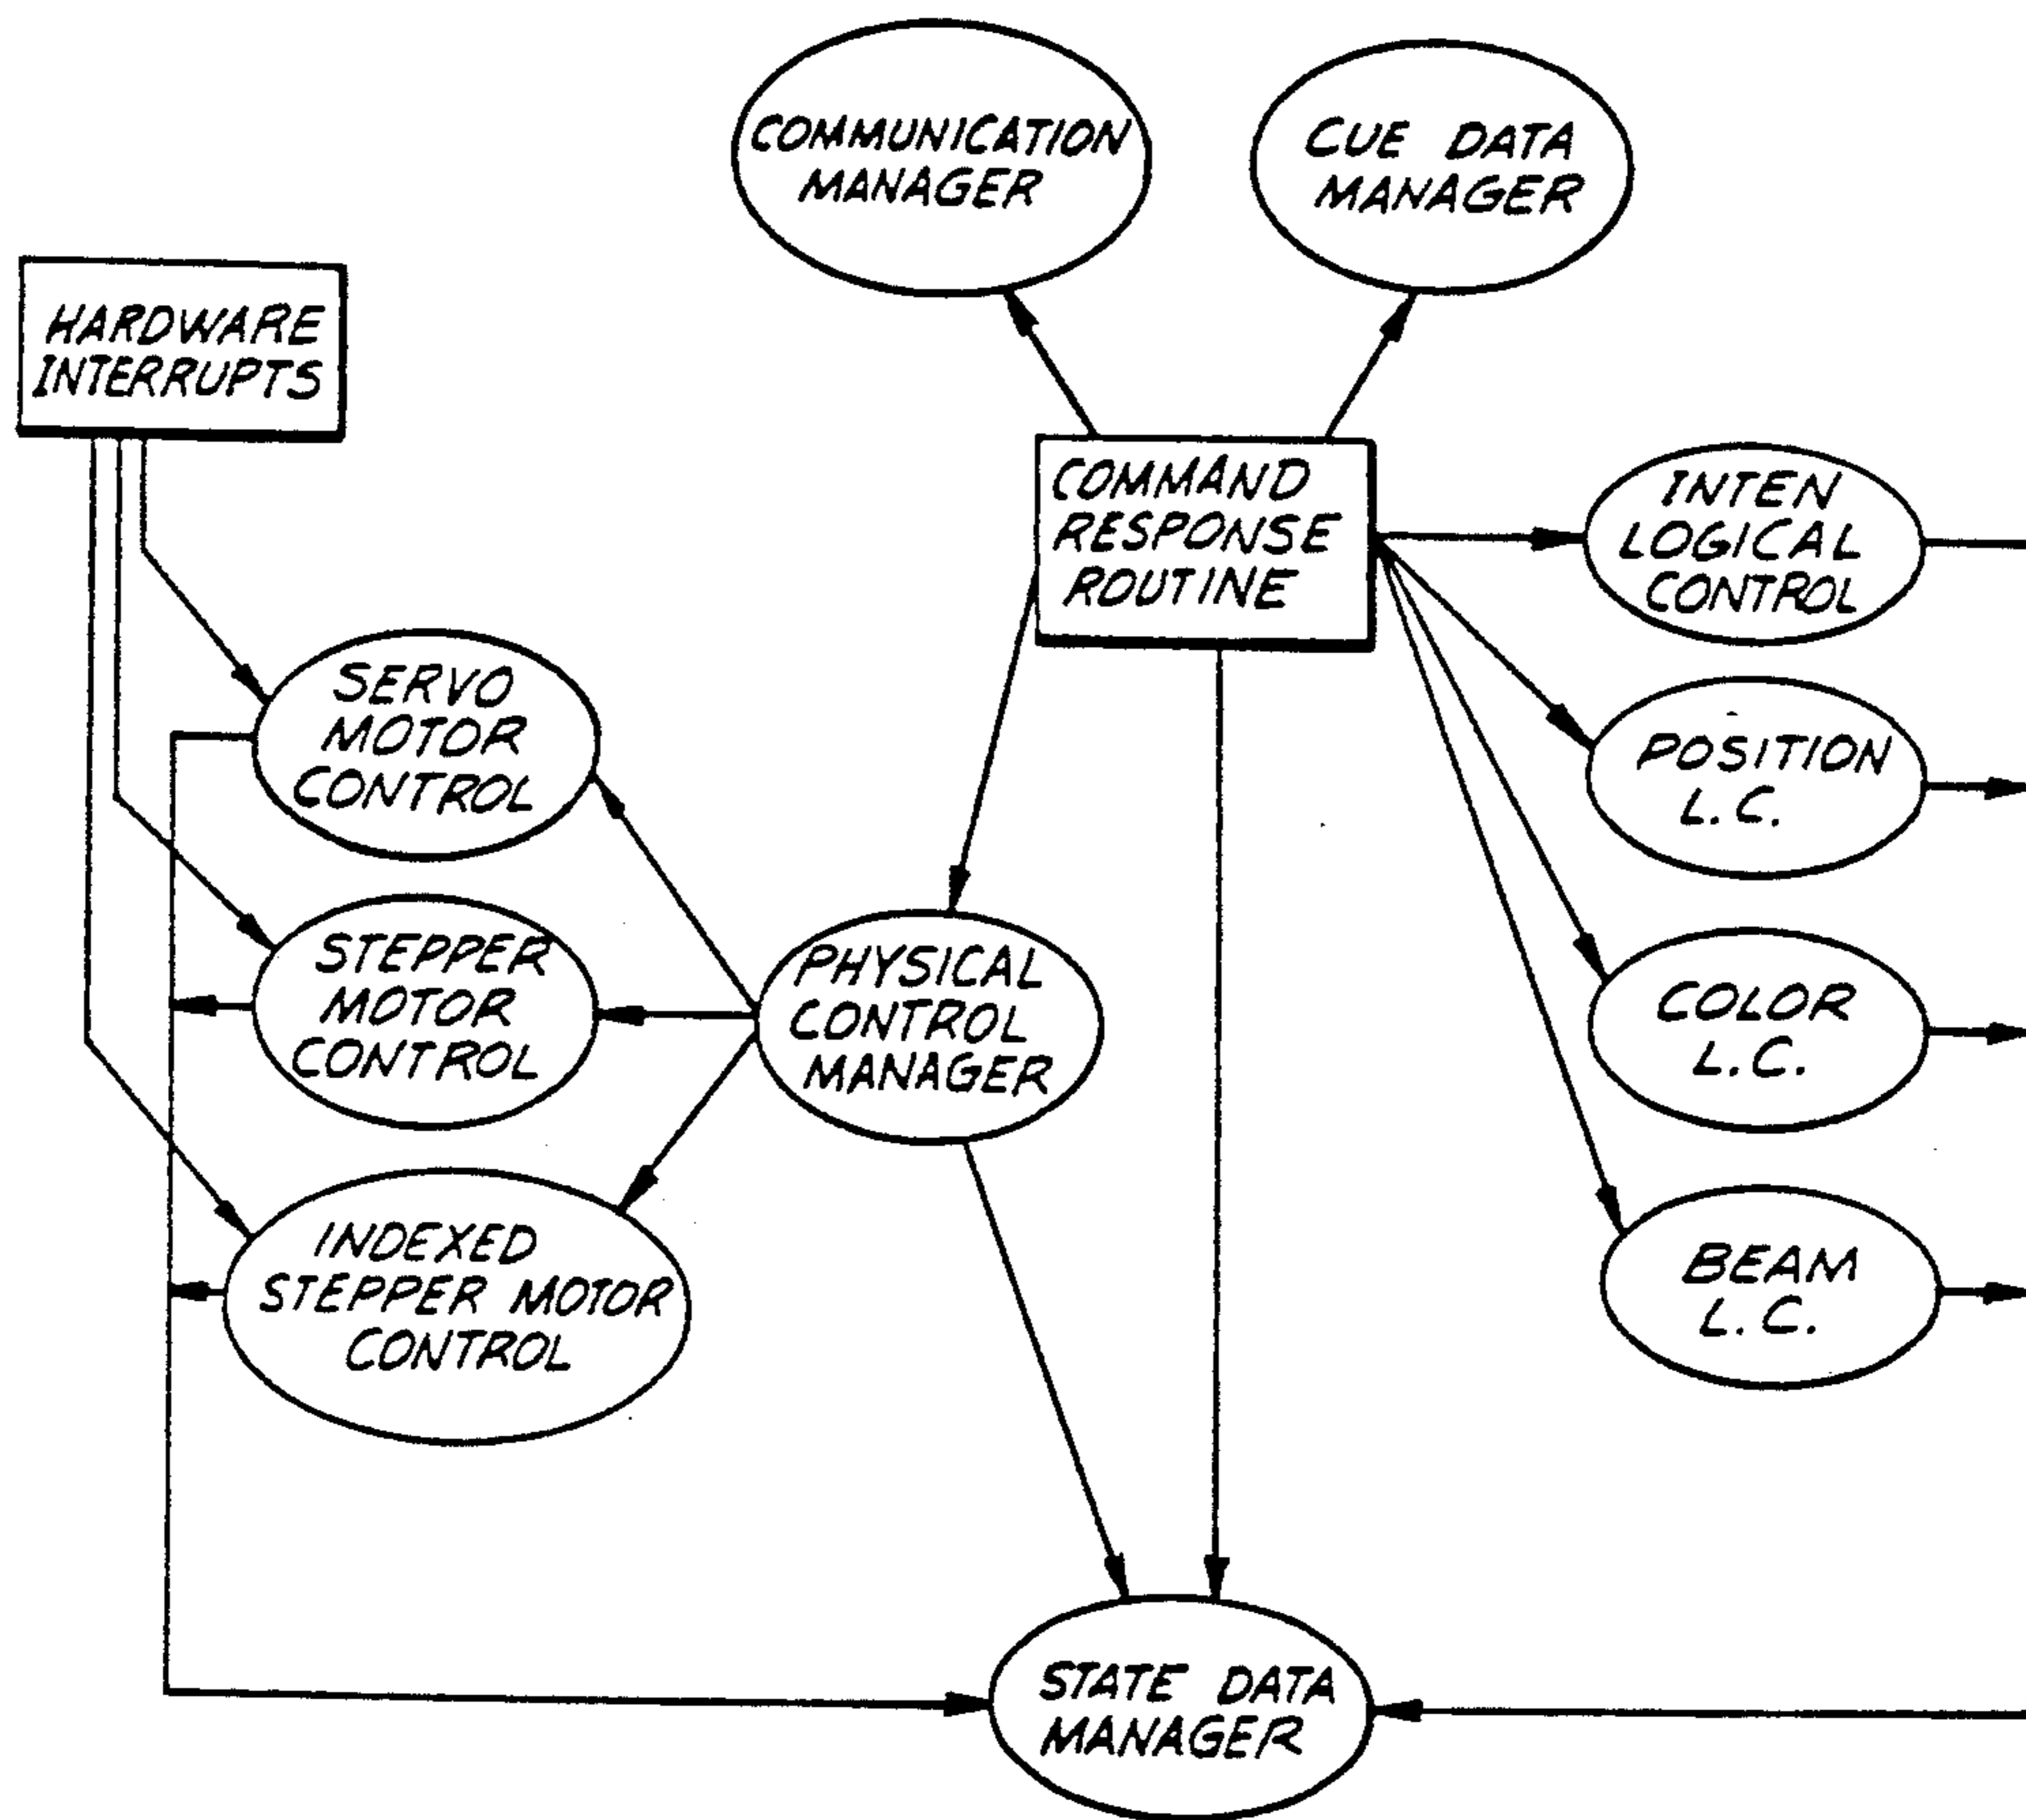 COMMUNICATION
MANAGER
CUE DATA
MANAGER
HARDWARE
INTERRUPTS
COMMAND
RESPONSE
ROUTINE
INTEN
LOGICAL
CONTROL
SERVO
MOTOR
CONTROL
POSITION
L.C.
STEPPER
MOTOR
CONTROL
PHYSICAL
CONTROL
MANAGER
COLOR
L.C.
INDEXED
STEPPER MOTOR
CONTROL
BEAM
L.C.
STATE DATA
MANAGER